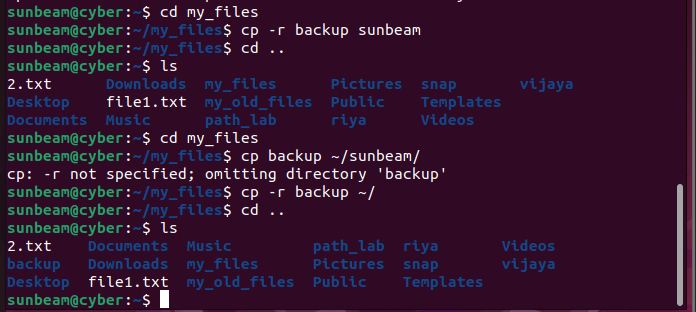 sunbeam@cyber:~$ cd my_files
sunbeam@cyber:~/my_files$ cp -r backup sunbeam
sunbeam@cyber:~/my_files$ cd ..
sunbeam@cyber:~$ ls
2.txt Downloads my_files Pictures snap vijaya
Desktop file1.txt my_old_files Public Templates
Documents Music path_lab riya Videos
sunbeam@cyber:~$ cd my_files
sunbeam@cyber:~/my_files$ cp backup ~/sunbeam/
cp: -r not specified; omitting directory 'backup'
sunbeam@cyber:~/my_files$ cp -r backup ~/
sunbeam@cyber:~/my_files$ cd ..
sunbeam@cyber:~$ ls
2.txt Documents Music path_lab riya Videos
backup Downloads my_files Pictures snap vijaya
Desktop file1.txt my_old_files Public Templates
sunbeam@cyber:~$